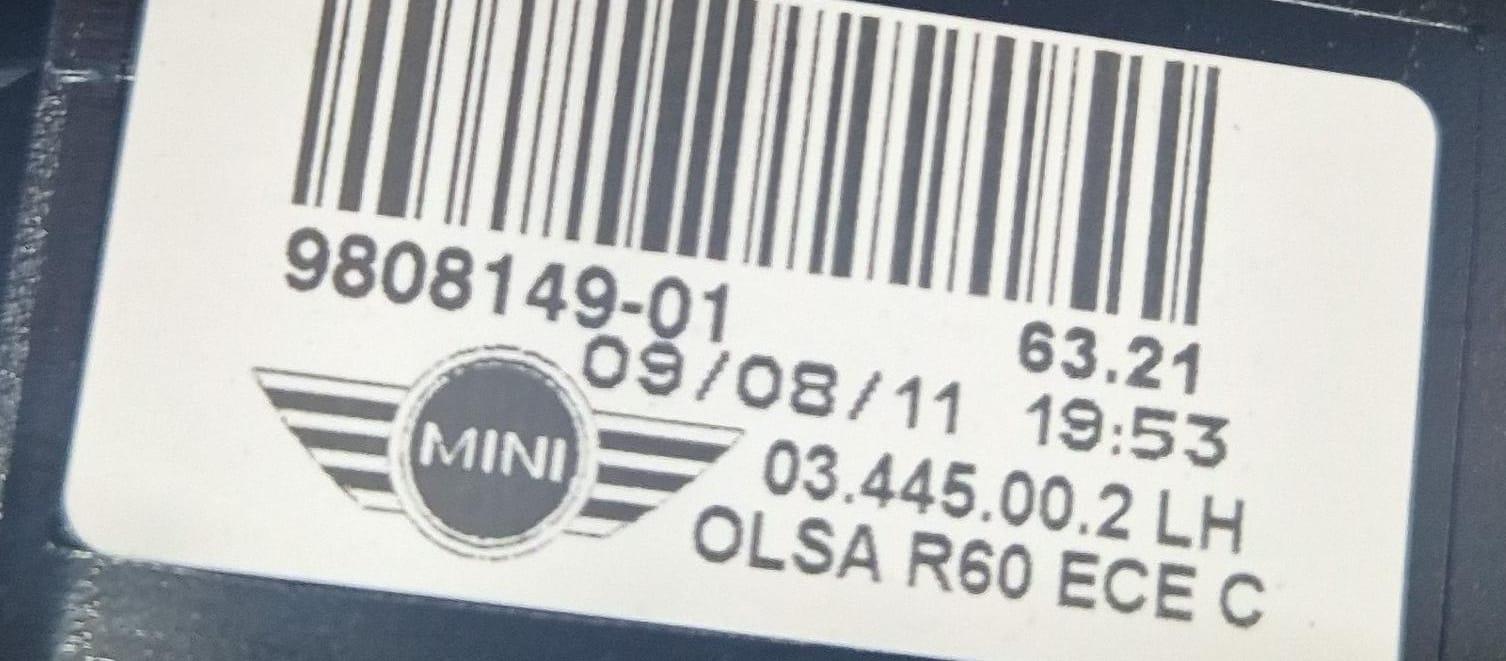 9808149-01
63.21
09/08/11 19:53
MINI
03.445.00.2 LH
OLSA R60 ECE C